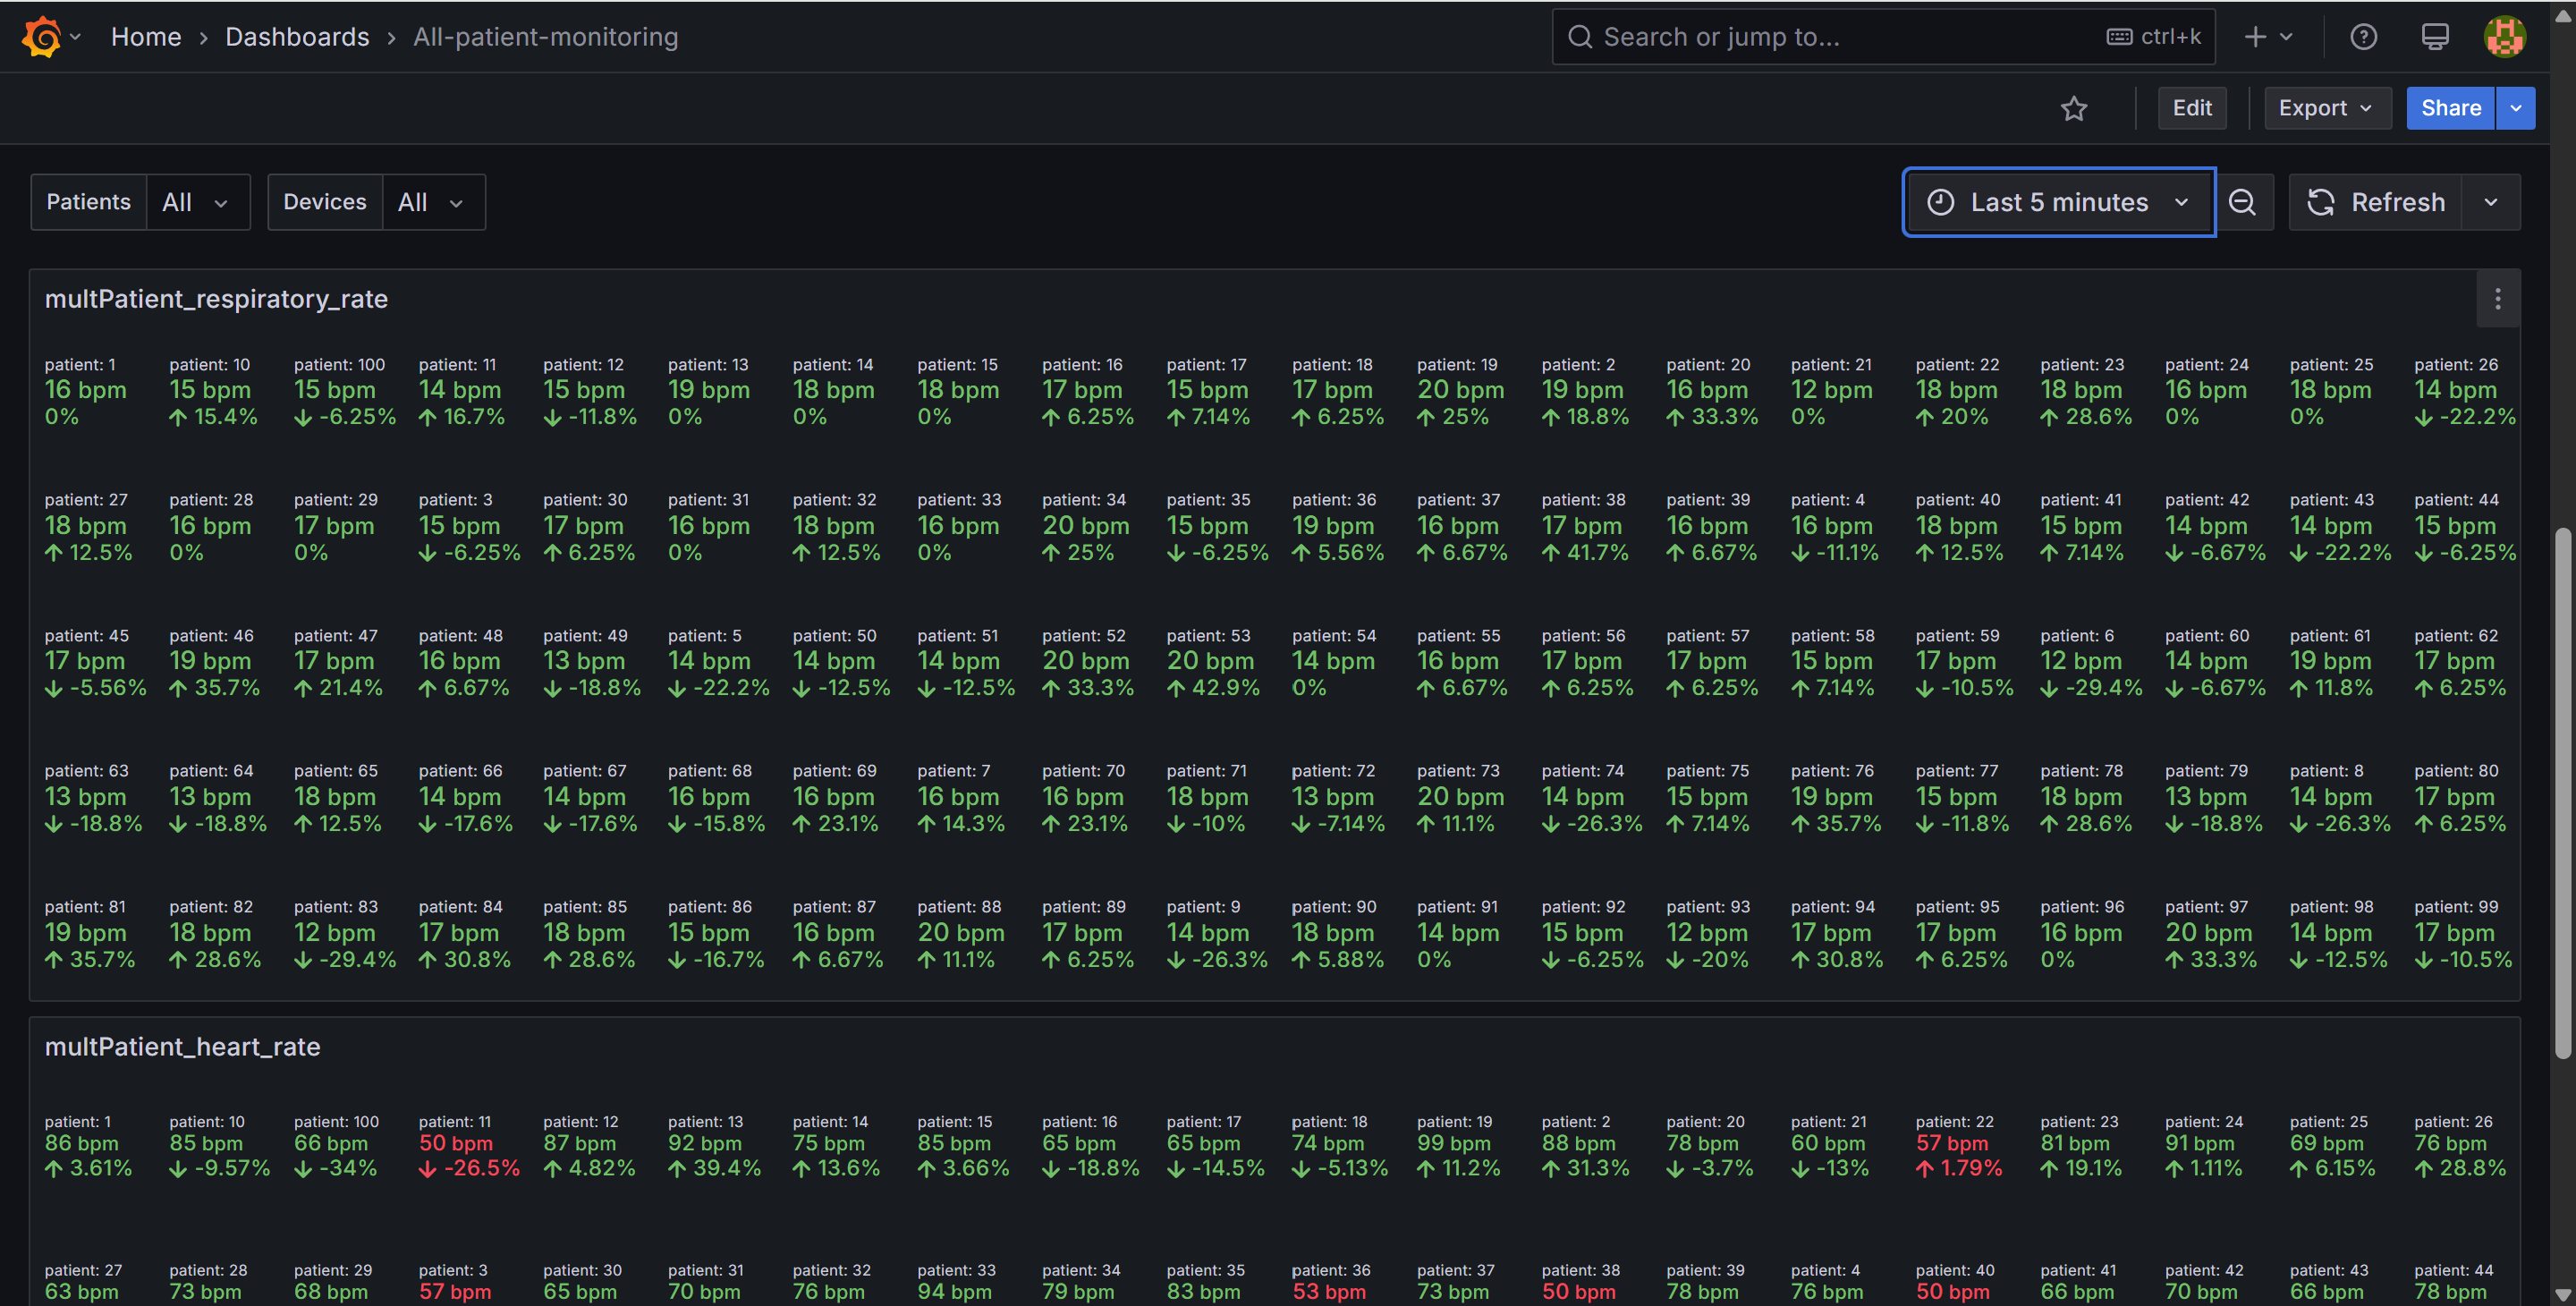 Home › Dashboards › All-patient-monitoring Search or jump to... ctrl+k
Edit Export Share
Patients All Devices All Last 5 minutes Refresh
multPatient_respiratory_rate
patient: 1 patient: 10 patient: 100 patient: 11 patient: 12 patient: 13 patient: 14 patient: 15 patient: 16 patient: 17 patient: 18 patient: 19 patient: 2 patient: 20 patient: 21 patient: 22 patient: 23 patient: 24 patient: 25 patient: 26
16 bpm 15 bpm 15 bpm 14 bpm 15 bpm 19 bpm 18 bpm 18 bpm 17 bpm 15 bpm 17 bpm 20 bpm 19 bpm 16 bpm 12 bpm 18 bpm 18 bpm 16 bpm 18 bpm 14 bpm
0% ↑ 15.4% ↓ -6.25% ↑ 16.7% ↓ -11.8% 0% 0% 0% ↑ 6.25% ↑ 7.14% ↑ 6.25% ↑ 25% ↑ 18.8% ↑ 33.3% 0% ↑ 20% ↑ 28.6% 0% 0% ↓ -22.2%
patient: 27 patient: 28 patient: 29 patient: 3 patient: 30 patient: 31 patient: 32 patient: 33 patient: 34 patient: 35 patient: 36 patient: 37 patient: 38 patient: 39 patient: 4 patient: 40 patient: 41 patient: 42 patient: 43 patient: 44
18 bpm 16 bpm 17 bpm 15 bpm 17 bpm 16 bpm 18 bpm 16 bpm 20 bpm 15 bpm 19 bpm 16 bpm 17 bpm 16 bpm 16 bpm 18 bpm 15 bpm 14 bpm 14 bpm 15 bpm
↑ 12.5% 0% 0% ↓ -6.25% ↑ 6.25% 0% ↑ 12.5% 0% ↑ 25% ↓ -6.25% ↑ 5.56% ↑ 6.67% ↑ 41.7% ↑ 6.67% ↓ -11.1% ↑ 12.5% ↑ 7.14% ↓ -6.67% ↓ -22.2% ↓ -6.25%
patient: 45 patient: 46 patient: 47 patient: 48 patient: 49 patient: 5 patient: 50 patient: 51 patient: 52 patient: 53 patient: 54 patient: 55 patient: 56 patient: 57 patient: 58 patient: 59 patient: 6 patient: 60 patient: 61 patient: 62
17 bpm 19 bpm 17 bpm 16 bpm 13 bpm 14 bpm 14 bpm 14 bpm 20 bpm 20 bpm 14 bpm 16 bpm 17 bpm 17 bpm 15 bpm 17 bpm 12 bpm 14 bpm 19 bpm 17 bpm
↓ -5.56% ↑ 35.7% ↑ 21.4% ↑ 6.67% ↓ -18.8% ↓ -22.2% ↓ -12.5% ↓ -12.5% ↑ 33.3% ↑ 42.9% 0% ↑ 6.67% ↑ 6.25% ↑ 6.25% ↑ 7.14% ↓ -10.5% ↓ -29.4% ↓ -6.67% ↑ 11.8% ↑ 6.25%
patient: 63 patient: 64 patient: 65 patient: 66 patient: 67 patient: 68 patient: 69 patient: 7 patient: 70 patient: 71 patient: 72 patient: 73 patient: 74 patient: 75 patient: 76 patient: 77 patient: 78 patient: 79 patient: 8 patient: 80
13 bpm 13 bpm 18 bpm 14 bpm 14 bpm 16 bpm 16 bpm 16 bpm 16 bpm 18 bpm 13 bpm 20 bpm 14 bpm 15 bpm 19 bpm 15 bpm 18 bpm 13 bpm 14 bpm 17 bpm
↓ -18.8% ↓ -18.8% ↑ 12.5% ↓ -17.6% ↓ -17.6% ↓ -15.8% ↑ 23.1% ↑ 14.3% ↑ 23.1% ↓ -10% ↓ -7.14% ↑ 11.1% ↓ -26.3% ↑ 7.14% ↑ 35.7% ↓ -11.8% ↑ 28.6% ↓ -18.8% ↓ -26.3% ↑ 6.25%
patient: 81 patient: 82 patient: 83 patient: 84 patient: 85 patient: 86 patient: 87 patient: 88 patient: 89 patient: 9 patient: 90 patient: 91 patient: 92 patient: 93 patient: 94 patient: 95 patient: 96 patient: 97 patient: 98 patient: 99
19 bpm 18 bpm 12 bpm 17 bpm 18 bpm 15 bpm 16 bpm 20 bpm 17 bpm 14 bpm 18 bpm 14 bpm 15 bpm 12 bpm 17 bpm 17 bpm 16 bpm 20 bpm 14 bpm 17 bpm
↑ 35.7% ↑ 28.6% ↓ -29.4% ↑ 30.8% ↑ 28.6% ↓ -16.7% ↑ 6.67% ↑ 11.1% ↑ 6.25% ↓ -26.3% ↑ 5.88% 0% ↓ -6.25% ↓ -20% ↑ 30.8% ↑ 6.25% 0% ↑ 33.3% ↓ -12.5% ↓ -10.5%
multPatient_heart_rate
patient: 1 patient: 10 patient: 100 patient: 11 patient: 12 patient: 13 patient: 14 patient: 15 patient: 16 patient: 17 patient: 18 patient: 19 patient: 2 patient: 20 patient: 21 patient: 22 patient: 23 patient: 24 patient: 25 patient: 26
86 bpm 85 bpm 66 bpm 50 bpm 87 bpm 92 bpm 75 bpm 85 bpm 65 bpm 65 bpm 74 bpm 99 bpm 88 bpm 78 bpm 60 bpm 57 bpm 81 bpm 91 bpm 69 bpm 76 bpm
↑ 3.61% ↓ -9.57% ↓ -34% ↓ -26.5% ↑ 4.82% ↑ 39.4% ↑ 13.6% ↑ 3.66% ↓ -18.8% ↓ -14.5% ↓ -5.13% ↑ 11.2% ↑ 31.3% ↓ -3.7% ↓ -13% ↑ 1.79% ↑ 19.1% ↑ 1.11% ↑ 6.15% ↑ 28.8%
patient: 27 patient: 28 patient: 29 patient: 3 patient: 30 patient: 31 patient: 32 patient: 33 patient: 34 patient: 35 patient: 36 patient: 37 patient: 38 patient: 39 patient: 4 patient: 40 patient: 41 patient: 42 patient: 43 patient: 44
63 bpm 73 bpm 68 bpm 57 bpm 65 bpm 70 bpm 76 bpm 94 bpm 79 bpm 83 bpm 53 bpm 73 bpm 50 bpm 78 bpm 76 bpm 50 bpm 66 bpm 70 bpm 66 bpm 78 bpm